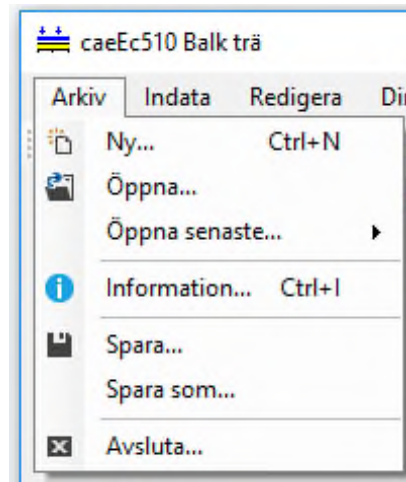 caeEc510 Balk trä
Arkiv Indata Redigera
Ny... Ctrl+N
Öppna...
Öppna senaste...
Information... Ctrl+I
Spara...
Spara som...
Avsluta...